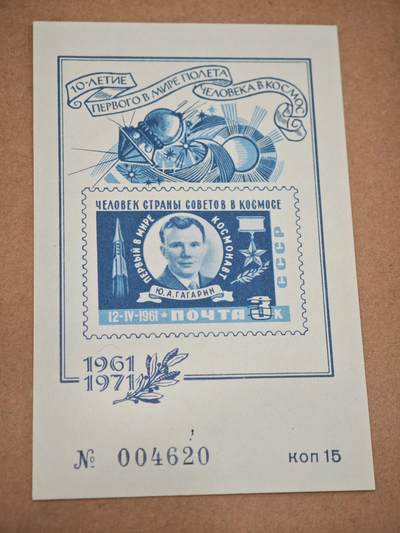 10-ЛЕТИЕ
ПЕРВОГО В МИРЕ ПОЛЕТА
ЧЕЛОВЕКА В КОСМОС
ЧЕЛОВЕК СТРАНЫ СОВЕТОВ В КОСМОСЕ
ПЕРВЫЙ В МИРЕ КОСМОНАВТ
СССР
Ю.А.ГАГАРИН
12-IV-1961 ПОЧТА 3 К
1961
1971
№ 004620 КОП 15